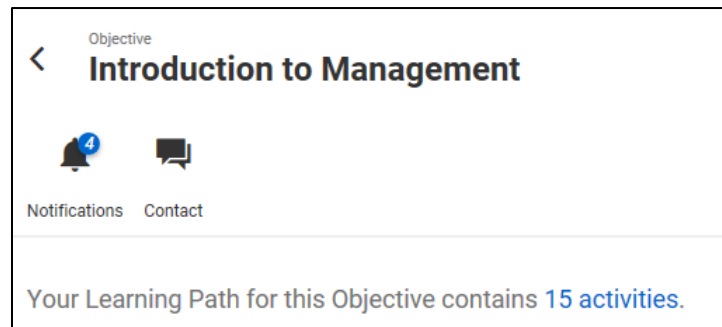 Objective
Introduction to Management
4
Notifications Contact
Your Learning Path for this Objective contains 15 activities.